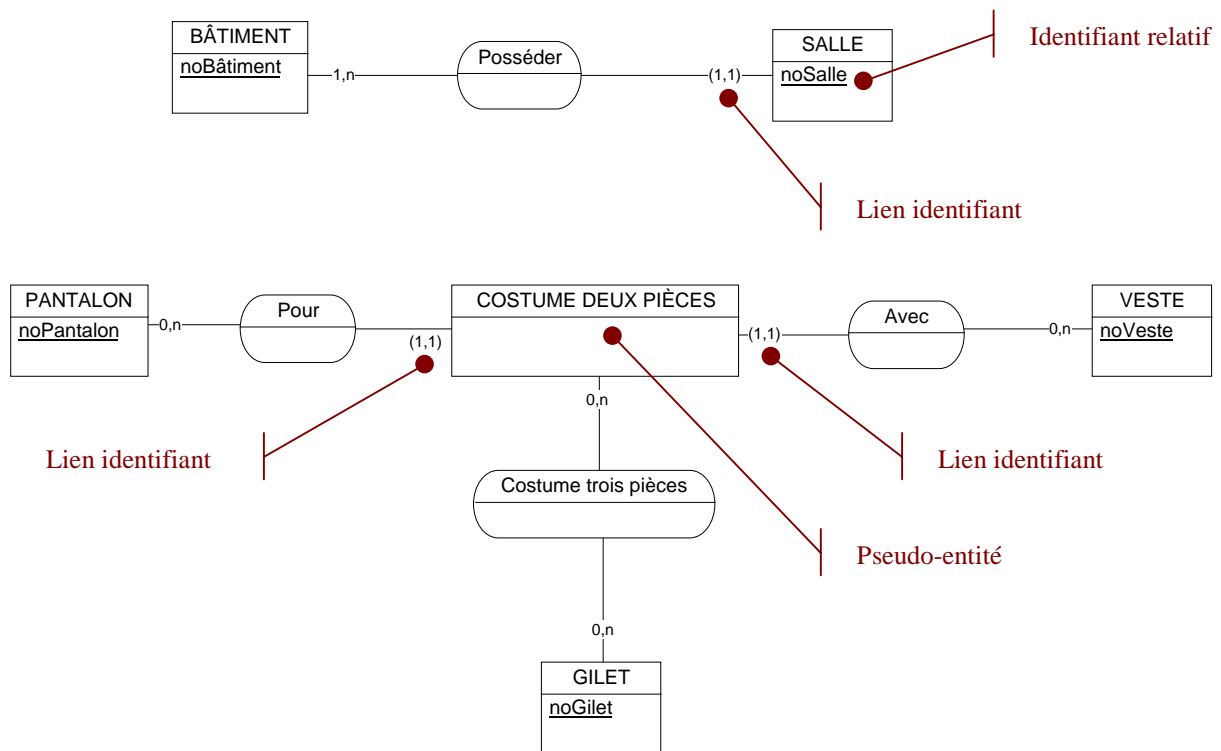 BÂTIMENT
noBâtiment
1,n
Posséder
(1,1)
SALLE
noSalle
Identifiant relatif
Lien identifiant
PANTALON
noPantalon
0,n
Pour
(1,1)
COSTUME DEUX PIÈCES
(1,1)
Avec
0,n
VESTE
noVeste
0,n
Lien identifiant
Lien identifiant
Costume trois pièces
Pseudo-entité
0,n
GILET
noGilet